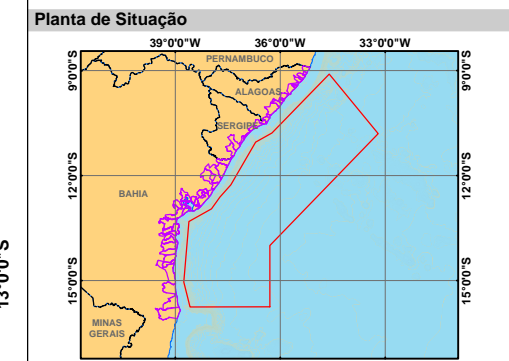 Planta de Situação
39°0'0"W 36°0'0"W 33°0'0"W
9°0'0"S 9°0'0"S
PERNAMBUCO
ALAGOAS
SERGIPE
12°0'0"S 12°0'0"S
BAHIA
13°0'0"S
15°0'0"S 15°0'0"S
MINAS
GERAIS